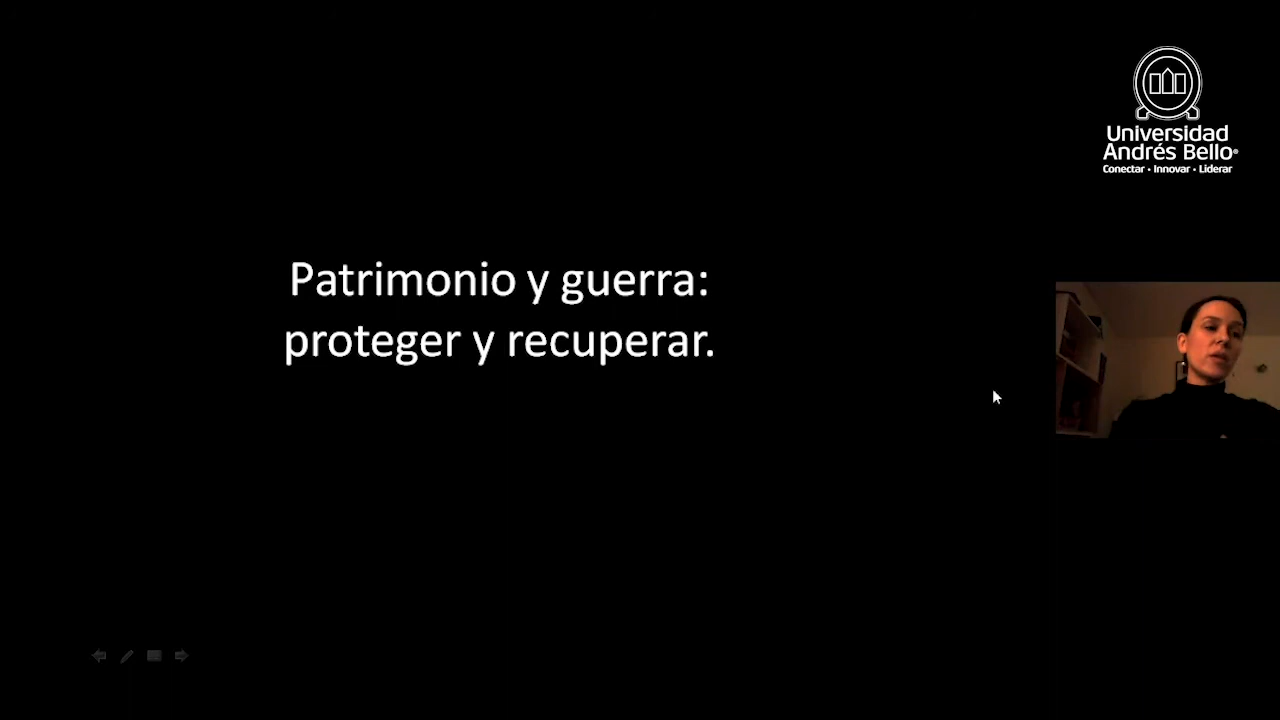 Universidad
Andrés Bello®
Conectar • Innovar • Liderar
Patrimonio y guerra:
proteger y recuperar.